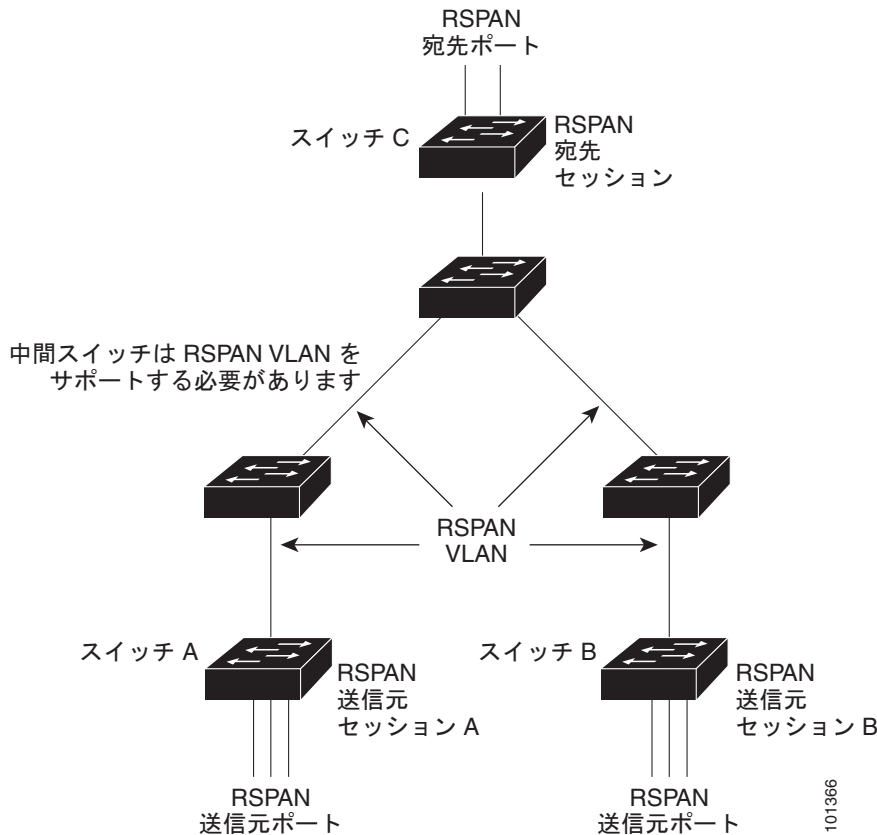 RSPAN
宛先ポート
スイッチ C
RSPAN
宛先
セッション
中間スイッチは RSPAN VLAN を
サポートする必要があります
RSPAN
VLAN
スイッチ A
RSPAN
送信元
セッション A
スイッチ B
RSPAN
送信元
セッション B
RSPAN
送信元ポート
RSPAN
送信元ポート
101366